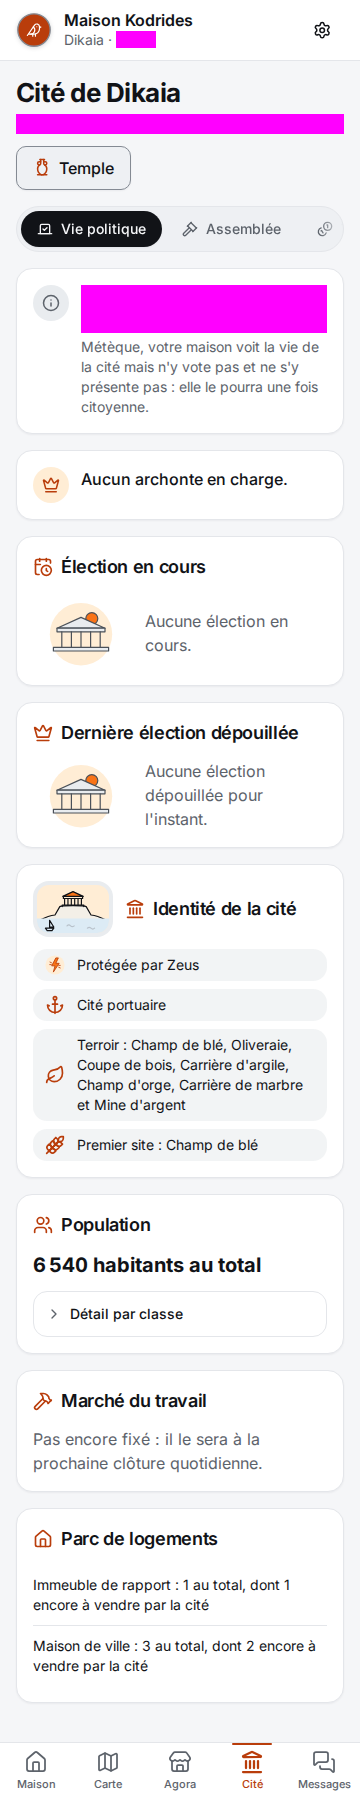 Maison Kodrides
Dikaia ·
Cité de Dikaia
Temple
Vie politique
Assemblée
Métèque, votre maison voit la vie de
la cité mais n'y vote pas et ne s'y
présente pas : elle le pourra une fois
citoyenne.
Aucun archonte en charge.
Élection en cours
Aucune élection en
cours.
Dernière élection dépouillée
Aucune élection
dépouillée pour
l'instant.
Identité de la cité
Protégée par Zeus
Cité portuaire
Terroir : Champ de blé, Oliveraie,
Coupe de bois, Carrière d'argile,
Champ d'orge, Carrière de marbre
et Mine d'argent
Premier site : Champ de blé
Population
6 540 habitants au total
Détail par classe
Marché du travail
Pas encore fixé : il le sera à la
prochaine clôture quotidienne.
Parc de logements
Immeuble de rapport : 1 au total, dont 1
encore à vendre par la cité
Maison de ville : 3 au total, dont 2 encore à
vendre par la cité
Maison
Carte
Agora
Cité
Messages